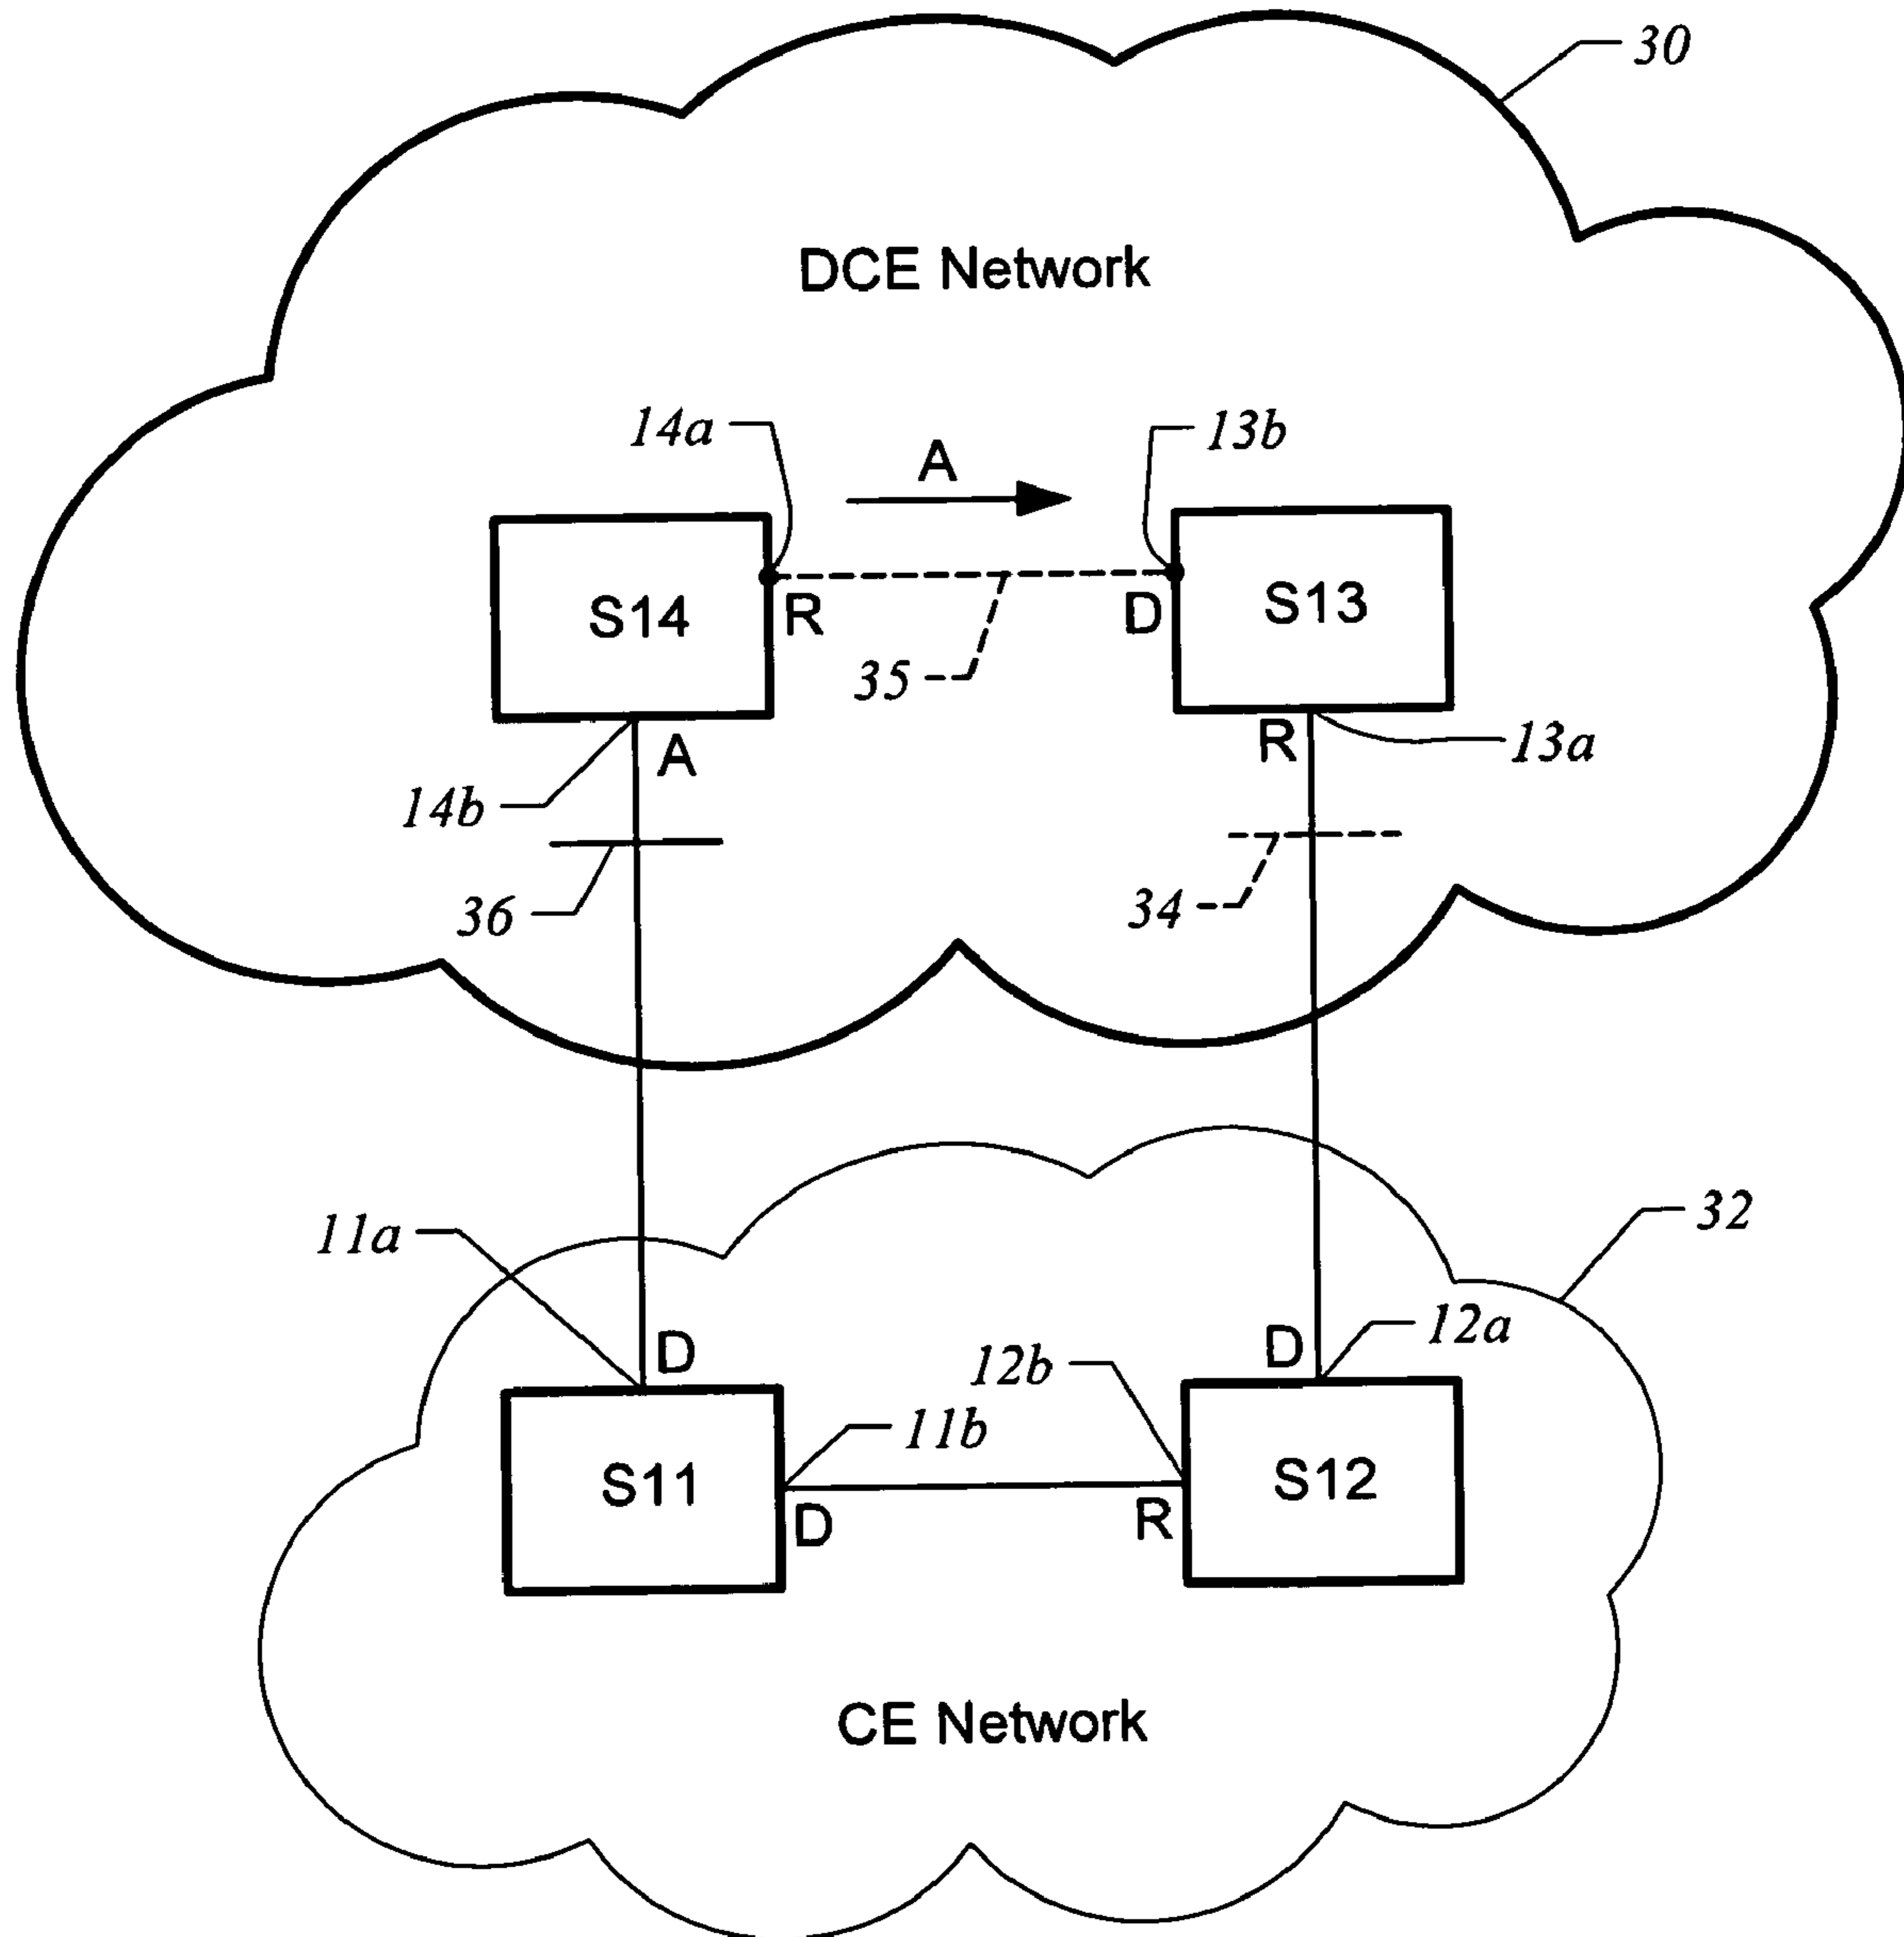 30
DCE Network
14a
A
13b
S14
R
D
S13
35
A
R
13a
14b
36
34
11a
32
D
D
12a
12b
11b
S11
S12
D
R
CE Network